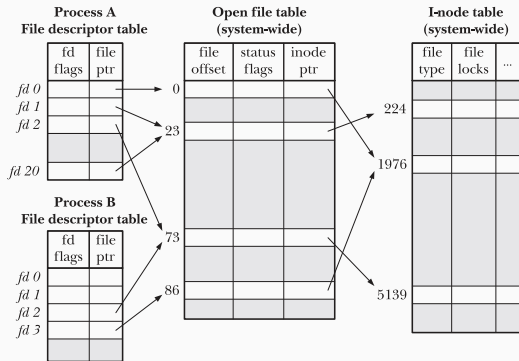 Process A
File descriptor table
fd
flags
file
ptr
fd 0
fd 1
fd 2
fd 20
Process B
File descriptor table
fd
flags
file
ptr
fd 0
fd 1
fd 2
fd 3
Open file table
(system-wide)
file
offset
status
flags
inode
ptr
0
23
73
86
I-node table
(system-wide)
file
type
file
locks
...
224
1976
5139